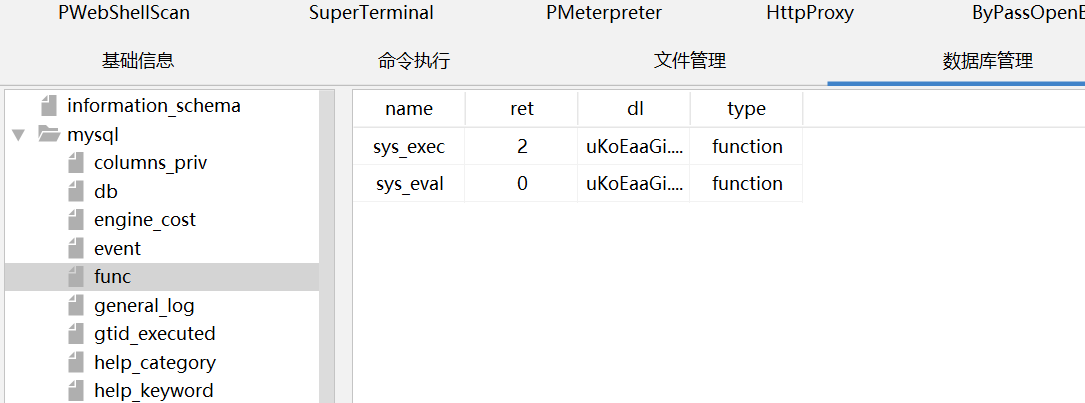 PWebShellScan SuperTerminal PMeterpreter HttpProxy ByPassOpenE
基础信息 命令执行 文件管理 数据库管理
information_schema
mysql
columns_priv
db
engine_cost
event
func
general_log
gtid_executed
help_category
help_keyword
name ret dl type
sys_exec 2 uKoEaaGi.... function
sys_eval 0 uKoEaaGi.... function